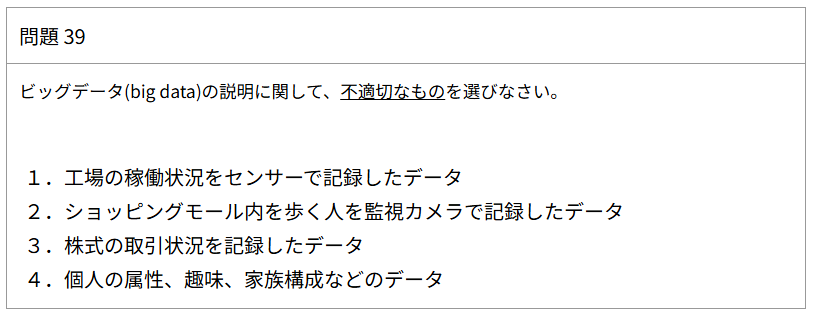 問題 39
ビッグデータ(big data)の説明に関して、不適切なものを選びなさい。
１．工場の稼働状況をセンサーで記録したデータ
２．ショッピングモール内を歩く人を監視カメラで記録したデータ
３．株式の取引状況を記録したデータ
４．個人の属性、趣味、家族構成などのデータ